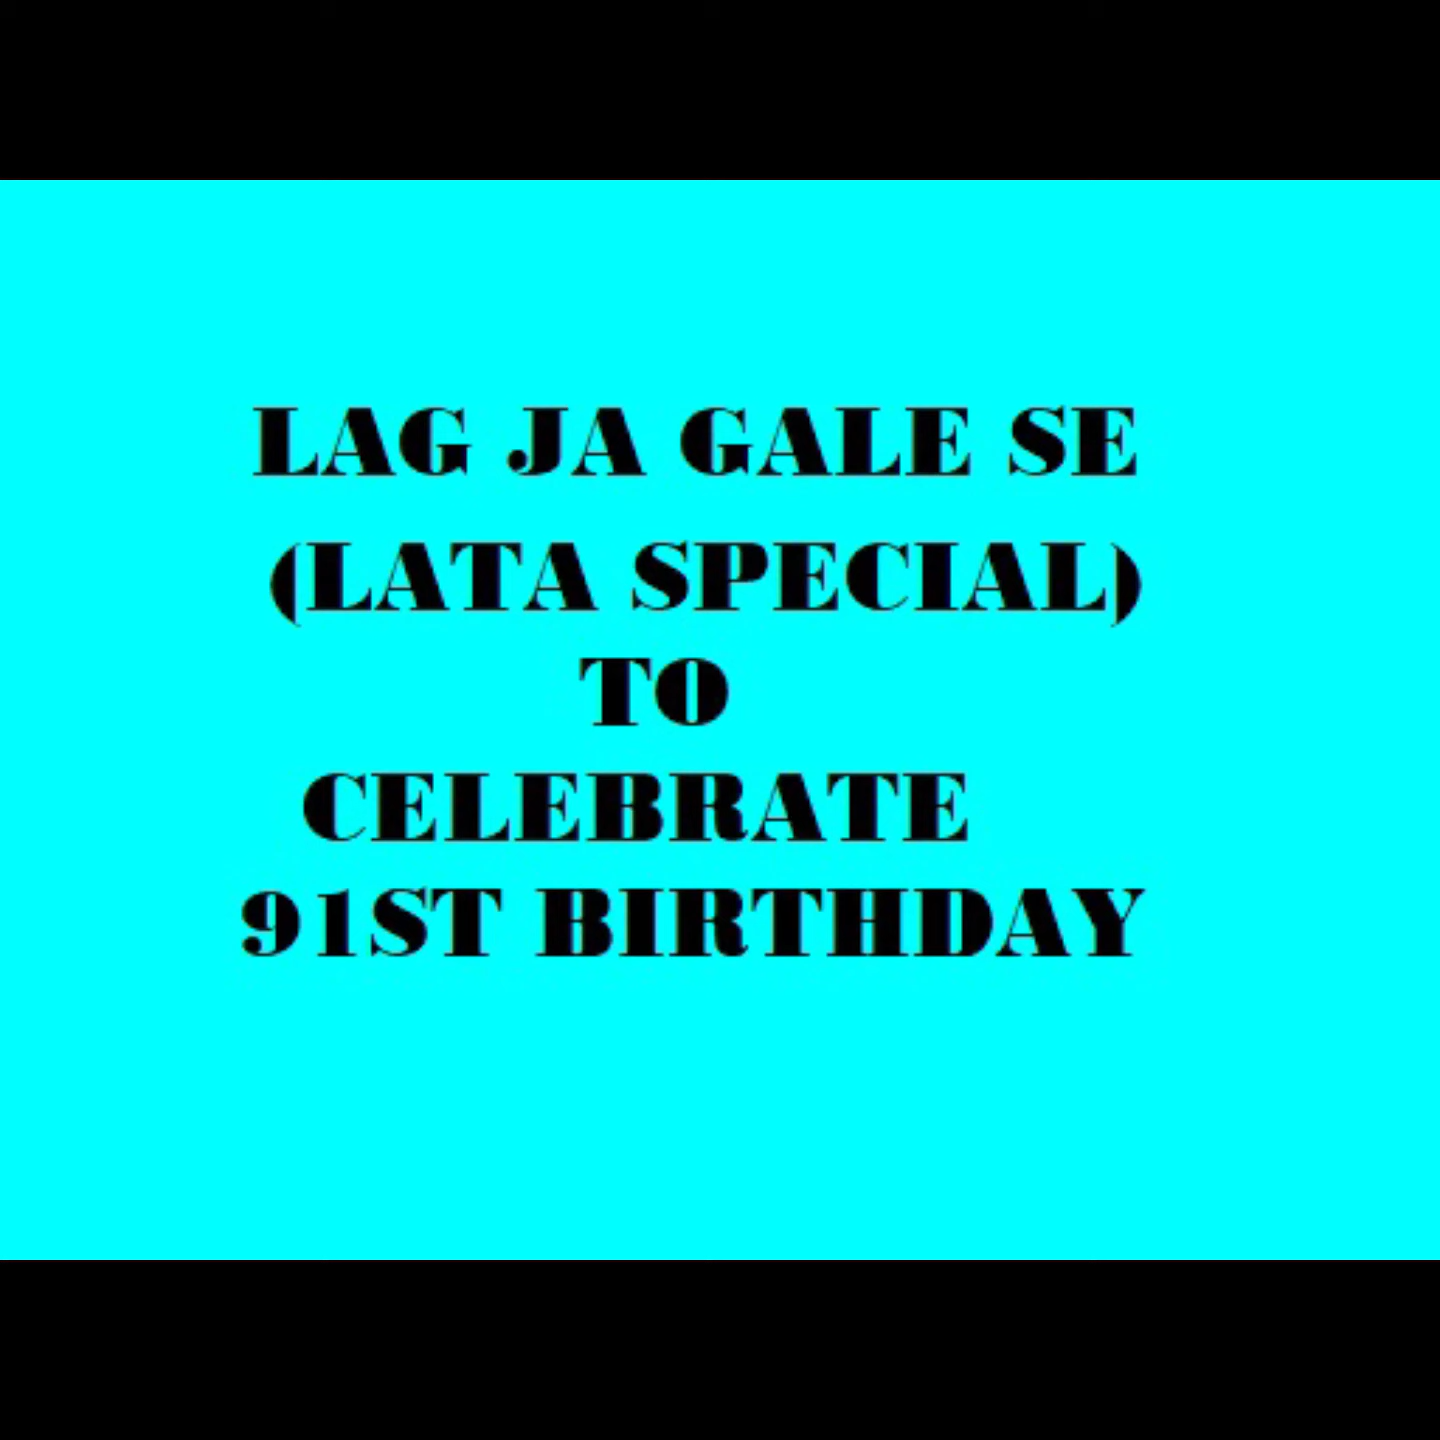 LAG JA GALE SE
(LATA SPECIAL)
TO
CELEBRATE
91ST BIRTHDAY